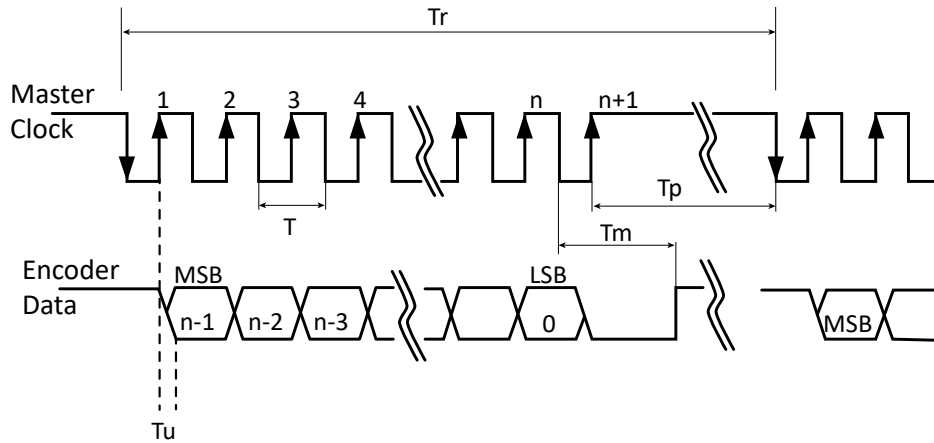 Tr
Master
Clock
1 2 3 4 n n+1
T
Tp
Tm
Encoder
Data
MSB LSB
n-1 n-2 n-3 0 MSB
Tu